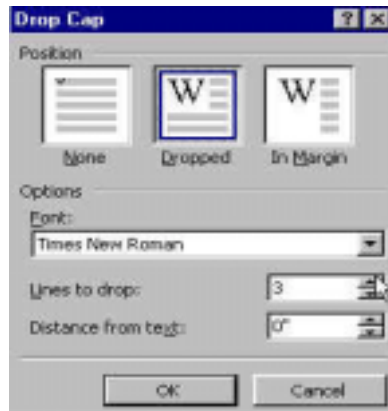 Drop Cap
Position
W W
None Dropped In Margin
Options
Font:
Times New Roman
Lines to drop: 3
Distance from text: 0"
OK Cancel